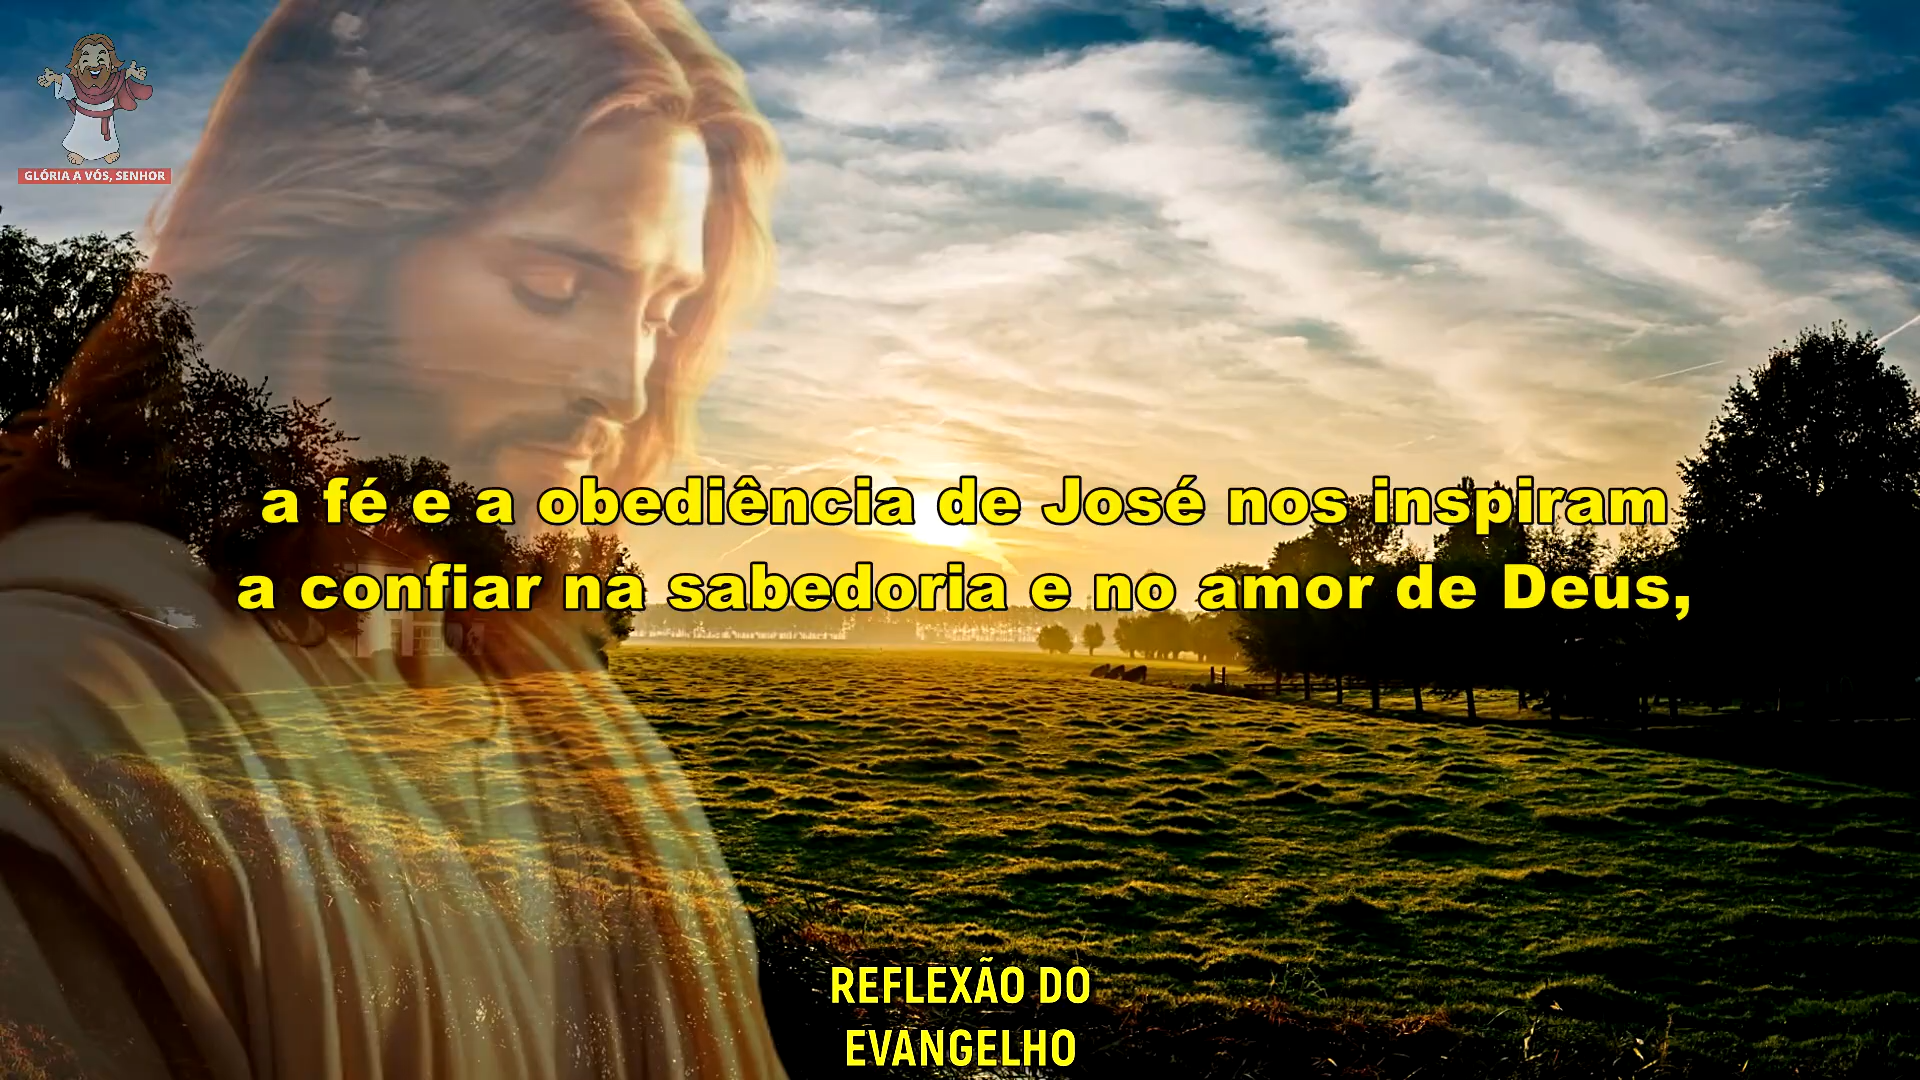 GLÓRIA A VÓS, SENHOR
a fé e a obediência de José nos inspiram
a confiar na sabedoria e no amor de Deus,
REFLEXÃO DO
EVANGELHO